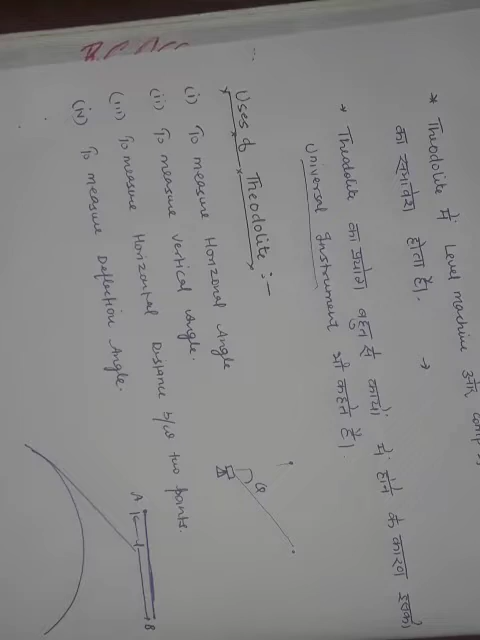 * Theodolite में Level machine और
का समावेश होता है।
* Theodolite का प्रयोग बहुत से कार्यों में होने के कारण इसको
Universal Instrument भी कहते हैं।
Uses of Theodolite :-
(i) To measure Horizonal Angle
(ii) To measure vertical Angle.
(iii) To measure Horizontal Distance b/w two points.
(iv) To measure Deflection Angle.
A
B